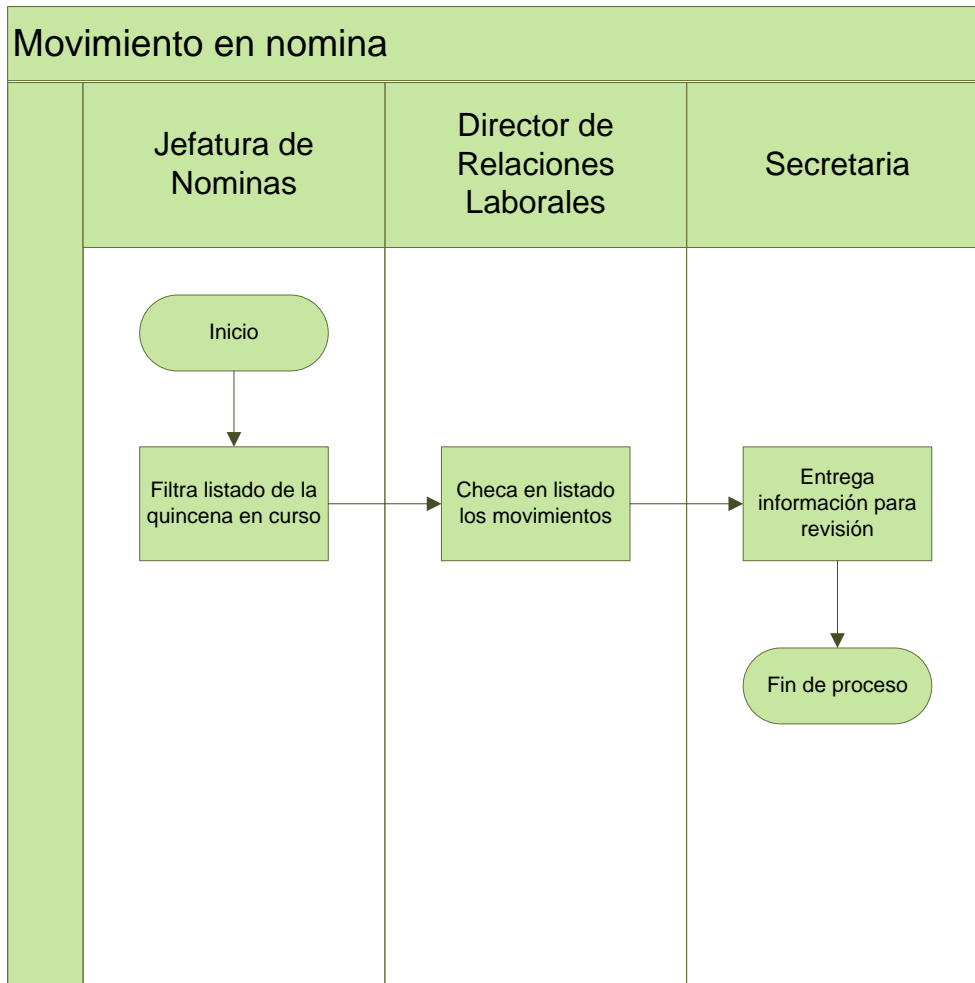 Movimiento en nomina
Jefatura de
Nominas
Director de
Relaciones
Laborales
Secretaria
Inicio
Filtra listado de la
quincena en curso
Checa en listado
los movimientos
Entrega
información para
revisión
Fin de proceso